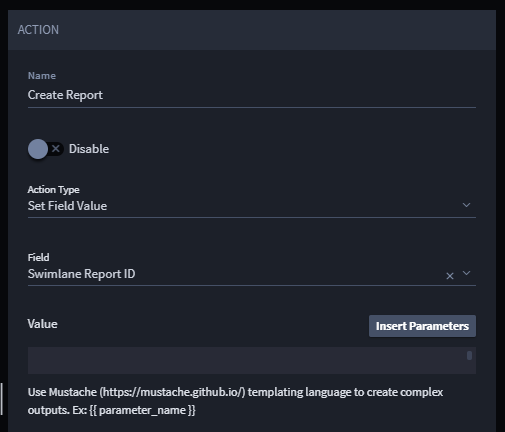 ACTION
Name
Create Report
Disable
Action Type
Set Field Value
Field
Swimlane Report ID
Value
Insert Parameters
Use Mustache (https://mustache.github.io/) templating language to create complex
outputs. Ex: {{ parameter_name }}